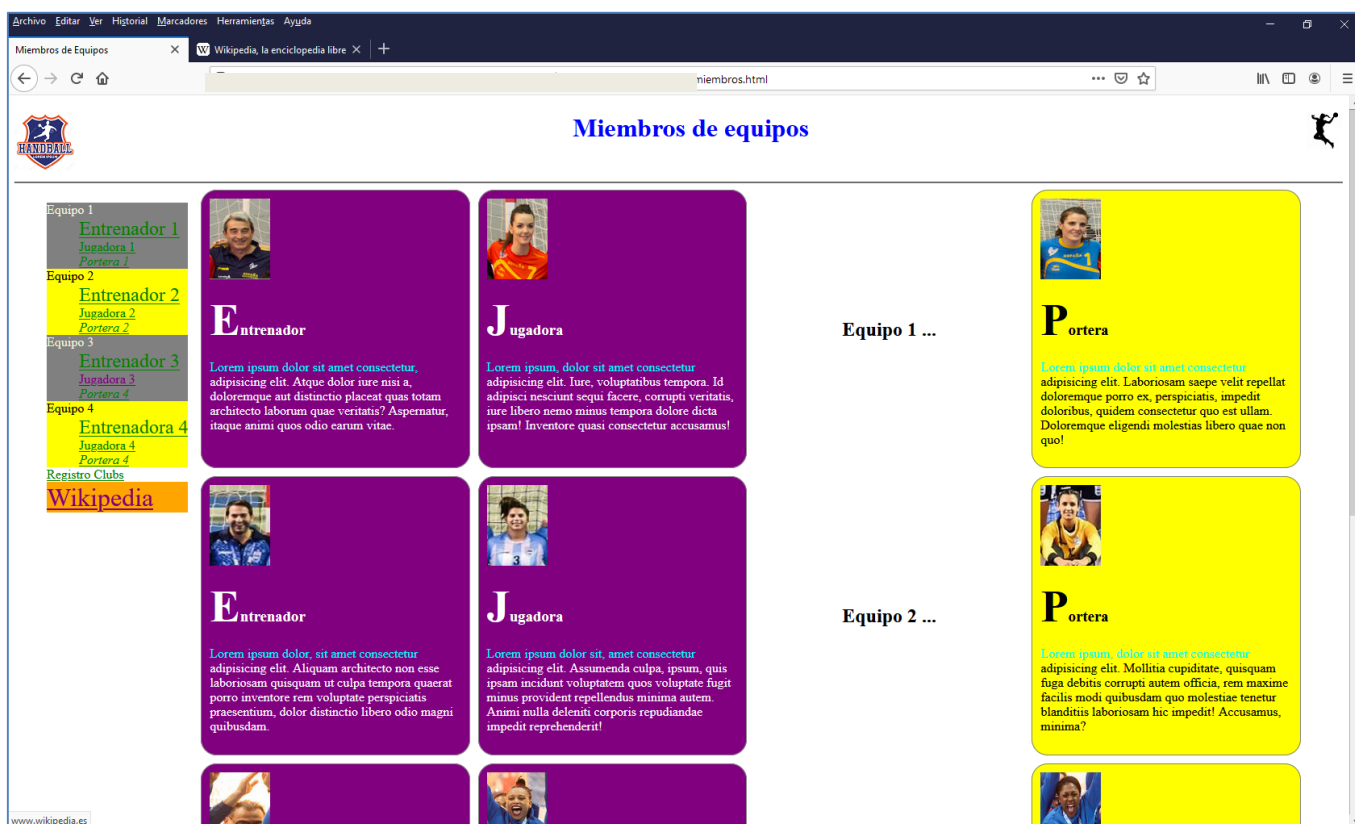 Archivo Editar Ver Historial Marcadores Herramientas Ayuda
Miembros de Equipos
W Wikipedia, la enciclopedia libre
miembros.html
HANDBALL
LOREM IPSUM
Miembros de equipos
Equipo 1
Entrenador 1
Jugadora 1
Portera 1
Equipo 2
Entrenador 2
Jugadora 2
Portera 2
Equipo 3
Entrenador 3
Jugadora 3
Portera 4
Equipo 4
Entrenadora 4
Jugadora 4
Portera 4
Registro Clubs
Wikipedia
Entrenador
Lorem ipsum dolor sit amet consectetur,
adipisicing elit. Atque dolor iure nisi a,
doloremque aut distinctio placeat quas totam
architecto laborum quae veritatis? Aspernatur,
itaque animi quos odio earum vitae.
Jugadora
Lorem ipsum, dolor sit amet consectetur
adipisicing elit. Iure, voluptatibus tempora. Id
adipisci nesciunt sequi facere, corrupti veritatis,
iure libero nemo minus tempora dolore dicta
ipsam! Inventore quasi consectetur accusamus!
Equipo 1 ...
Portera
Lorem ipsum dolor sit amet consectetur
adipisicing elit. Laboriosam saepe velit repellat
doloremque porro ex, perspiciatis, impedit
doloribus, quidem consectetur quo est ullam.
Doloremque eligendi molestias libero quae non
quo!
Entrenador
Lorem ipsum dolor, sit amet consectetur
adipisicing elit. Aliquam architecto non esse
laboriosam quisquam ut culpa tempora quaerat
porro inventore rem voluptate perspiciatis
praesentium, dolor distinctio libero odio magni
quibusdam.
Jugadora
Lorem ipsum dolor sit, amet consectetur
adipisicing elit. Assumenda culpa, ipsum, quis
ipsam incidunt voluptatem quos voluptate fugit
minus provident repellendus minima autem.
Animi nulla deleniti corporis repudiandae
impedit reprehenderit!
Equipo 2 ...
Portera
Lorem ipsum, dolor sit amet consectetur
adipisicing elit. Mollitia cupiditate, quisquam
fuga debitis corrupti autem officia, rem maxime
facilis modi quibusdam quo molestiae tenetur
blanditiis laboriosam hic impedit! Accusamus,
minima?
www.wikipedia.es